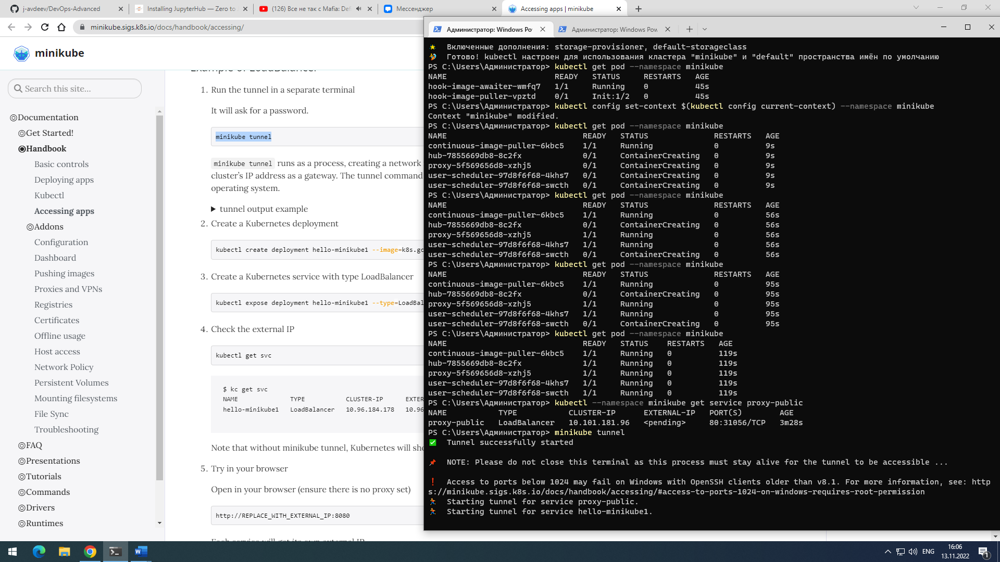 j-avdeev/DevOps-Advanced
Installing JupyterHub — Zero to
(126) Все не так с Mafia: Def
Мессенджер
Accessing apps | minikube
minikube.sigs.k8s.io/docs/handbook/accessing/
minikube
Search this site...
Documentation
Get Started!
Handbook
Basic controls
Deploying apps
Kubectl
Accessing apps
Addons
Configuration
Dashboard
Pushing images
Proxies and VPNs
Registries
Certificates
Offline usage
Host access
Network Policy
Persistent Volumes
Mounting filesystems
File Sync
Troubleshooting
FAQ
Presentations
Tutorials
Commands
Drivers
Runtimes
Example of LoadBalancer
1. Run the tunnel in a separate terminal
It will ask for a password.
minikube tunnel
minikube tunnel runs as a process, creating a network
cluster's IP address as a gateway. The tunnel command
operating system.
tunnel output example
2. Create a Kubernetes deployment
kubectl create deployment hello-minikube1 --image=k8s.gc
3. Create a Kubernetes service with type LoadBalancer
kubectl expose deployment hello-minikube1 --type=LoadBal
4. Check the external IP
kubectl get svc
$ kc get svc
NAME TYPE CLUSTER-IP EXTER
hello-minikube1 LoadBalancer 10.96.184.178 10.96
Note that without minikube tunnel, Kubernetes will sho
5. Try in your browser
Open in your browser (ensure there is no proxy set)
http://REPLACE_WITH_EXTERNAL_IP:8080
Each service will get its own external IP
Администратор: Windows Po
Администратор: Windows Pow
Включенные дополнения: storage-provisioner, default-storageclass
Готово! kubectl настроен для использования кластера "minikube" и "default" пространства имён по умолчанию
PS C:\Users\Администратор> kubectl get pod --namespace minikube
NAME READY STATUS RESTARTS AGE
hook-image-awaiter-wmfq7 1/1 Running 0 45s
hook-image-puller-vpztd 0/1 Init:1/2 0 45s
PS C:\Users\Администратор> kubectl config set-context $(kubectl config current-context) --namespace minikube
Context "minikube" modified.
PS C:\Users\Администратор> kubectl get pod --namespace minikube
NAME READY STATUS RESTARTS AGE
continuous-image-puller-6kbc5 1/1 Running 0 9s
hub-7855669db8-8c2fx 0/1 ContainerCreating 0 9s
proxy-5f569656d8-xzhj5 0/1 ContainerCreating 0 9s
user-scheduler-97d8f6f68-4khs7 0/1 ContainerCreating 0 9s
user-scheduler-97d8f6f68-swcth 0/1 ContainerCreating 0 9s
PS C:\Users\Администратор> kubectl get pod --namespace minikube
NAME READY STATUS RESTARTS AGE
continuous-image-puller-6kbc5 1/1 Running 0 56s
hub-7855669db8-8c2fx 0/1 ContainerCreating 0 56s
proxy-5f569656d8-xzhj5 1/1 Running 0 56s
user-scheduler-97d8f6f68-4khs7 1/1 Running 0 56s
user-scheduler-97d8f6f68-swcth 0/1 ContainerCreating 0 56s
PS C:\Users\Администратор> kubectl get pod --namespace minikube
NAME READY STATUS RESTARTS AGE
continuous-image-puller-6kbc5 1/1 Running 0 95s
hub-7855669db8-8c2fx 0/1 ContainerCreating 0 95s
proxy-5f569656d8-xzhj5 1/1 Running 0 95s
user-scheduler-97d8f6f68-4khs7 1/1 Running 0 95s
user-scheduler-97d8f6f68-swcth 0/1 ContainerCreating 0 95s
PS C:\Users\Администратор> kubectl get pod --namespace minikube
NAME READY STATUS RESTARTS AGE
continuous-image-puller-6kbc5 1/1 Running 0 119s
hub-7855669db8-8c2fx 1/1 Running 0 119s
proxy-5f569656d8-xzhj5 1/1 Running 0 119s
user-scheduler-97d8f6f68-4khs7 1/1 Running 0 119s
user-scheduler-97d8f6f68-swcth 1/1 Running 0 119s
PS C:\Users\Администратор> kubectl --namespace minikube get service proxy-public
NAME TYPE CLUSTER-IP EXTERNAL-IP PORT(S) AGE
proxy-public LoadBalancer 10.101.181.96 <pending> 80:31056/TCP 3m28s
PS C:\Users\Администратор> minikube tunnel
Tunnel successfully started
NOTE: Please do not close this terminal as this process must stay alive for the tunnel to be accessible ...
Access to ports below 1024 may fail on Windows with OpenSSH clients older than v8.1. For more information, see: http
s://minikube.sigs.k8s.io/docs/handbook/accessing/#access-to-ports-1024-on-windows-requires-root-permission
Starting tunnel for service proxy-public.
Starting tunnel for service hello-minikube1.
ENG
16:06
13.11.2022
1